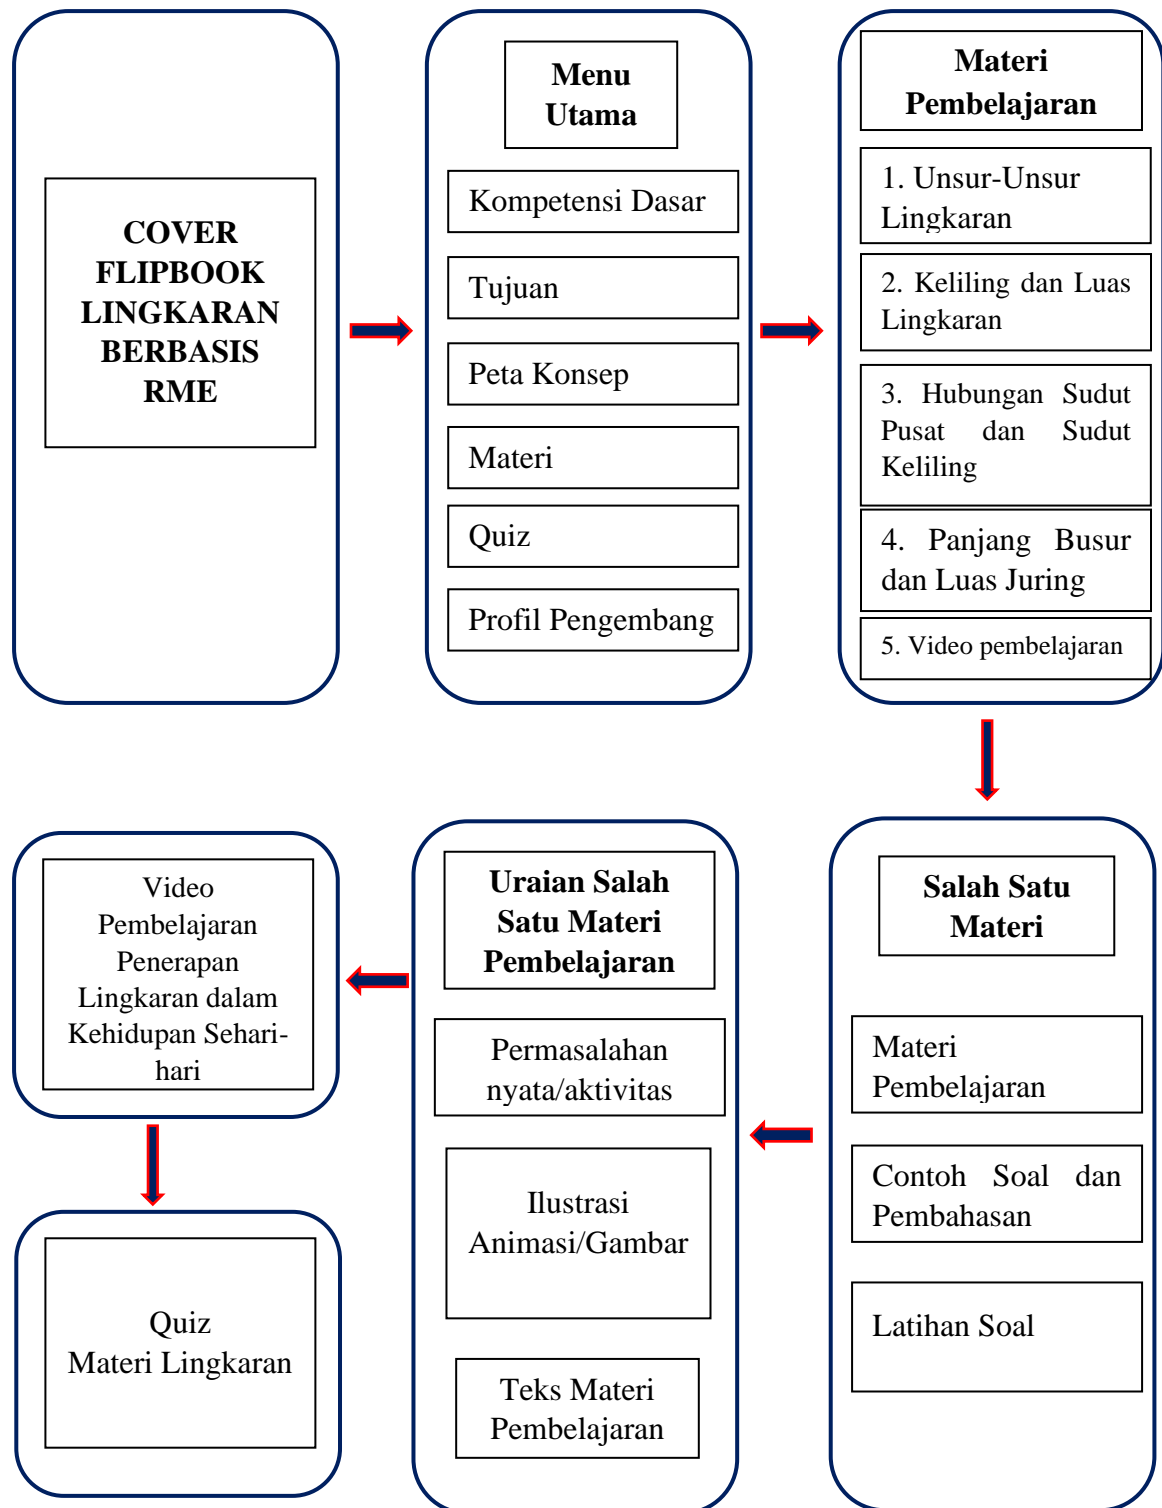 COVER
FLIPBOOK
LINGKARAN
BERBASIS
RME
Menu
Utama
Kompetensi Dasar
Tujuan
Peta Konsep
Materi
Quiz
Profil Pengembang
Materi
Pembelajaran
1. Unsur-Unsur
Lingkaran
2. Keliling dan Luas
Lingkaran
3. Hubungan Sudut
Pusat dan Sudut
Keliling
4. Panjang Busur
dan Luas Juring
5. Video pembelajaran
Salah Satu
Materi
Materi
Pembelajaran
Contoh Soal dan
Pembahasan
Latihan Soal
Uraian Salah
Satu Materi
Pembelajaran
Permasalahan
nyata/aktivitas
Ilustrasi
Animasi/Gambar
Teks Materi
Pembelajaran
Video
Pembelajaran
Penerapan
Lingkaran dalam
Kehidupan Sehari-
hari
Quiz
Materi Lingkaran